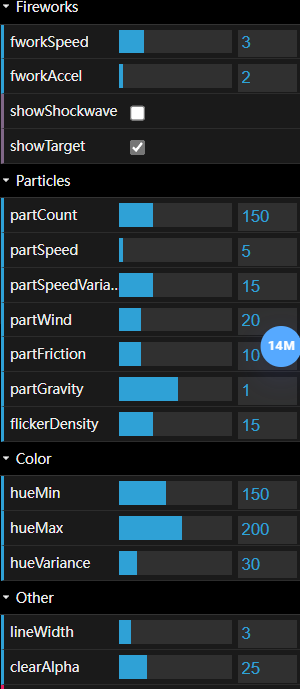 Fireworks
fworkSpeed 3
fworkAccel 2
showShockwave
showTarget
Particles
partCount 150
partSpeed 5
partSpeedVaria.. 15
partWind 20
partFriction 10
14M
partGravity 1
flickerDensity 15
Color
hueMin 150
hueMax 200
hueVariance 30
Other
lineWidth 3
clearAlpha 25